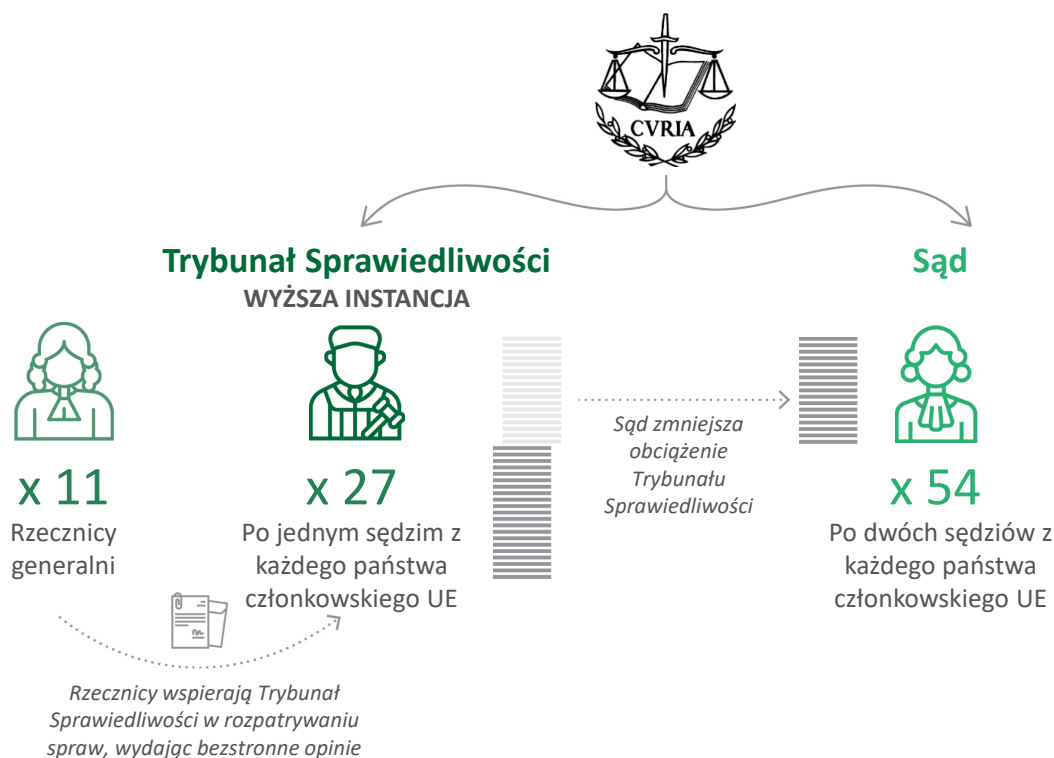 CVRIA
Trybunał Sprawiedliwości
WYŻSZA INSTANCJA
Sąd
x 11
Rzecznicy
generalni
x 27
Po jednym sędzim z
każdego państwa
członkowskiego UE
Sąd zmniejsza
obciążenie
Trybunału
Sprawiedliwości
x 54
Po dwóch sędziów z
każdego państwa
członkowskiego UE
Rzecznicy wspierają Trybunał
Sprawiedliwości w rozpatrywaniu
spraw, wydając bezstronne opinie